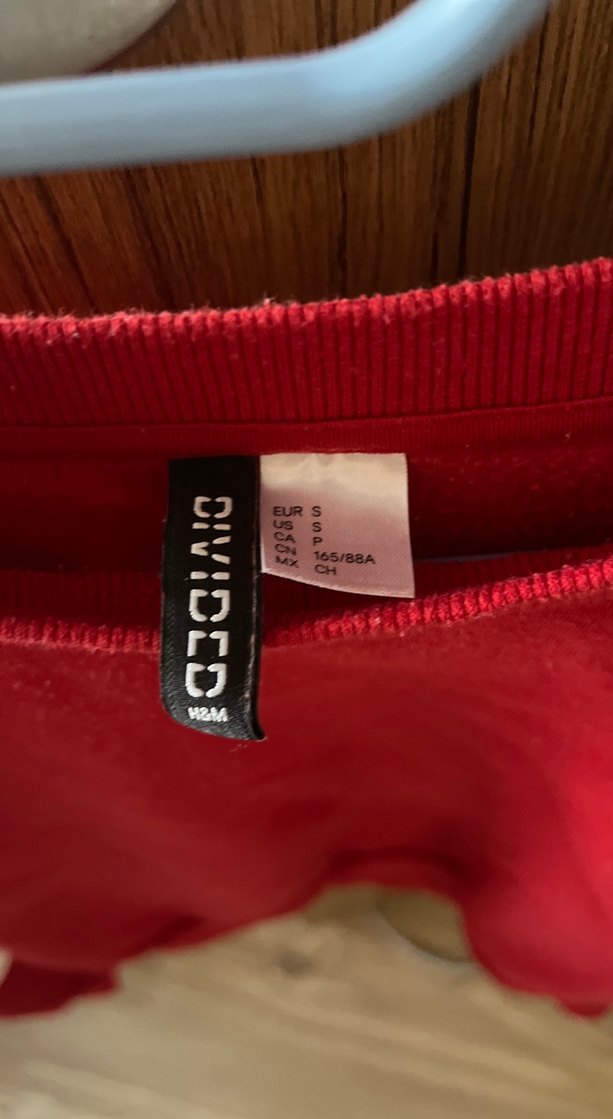 DIVIDED
H&M
EUR S
US S
CA P
CN 165/88A
MX CH